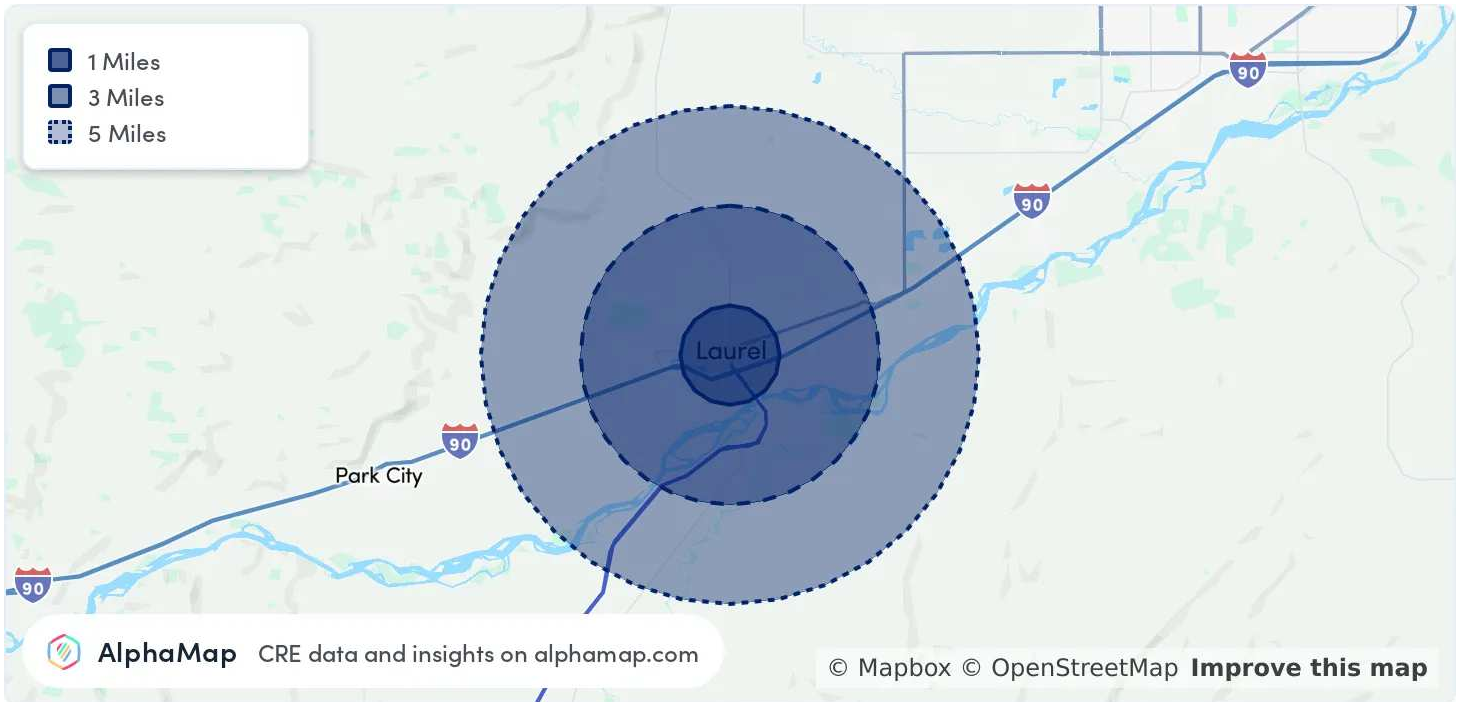 1 Miles
3 Miles
5 Miles
90
90
Laurel
90
Park City
90
AlphaMap CRE data and insights on alphamap.com
© Mapbox © OpenStreetMap Improve this map